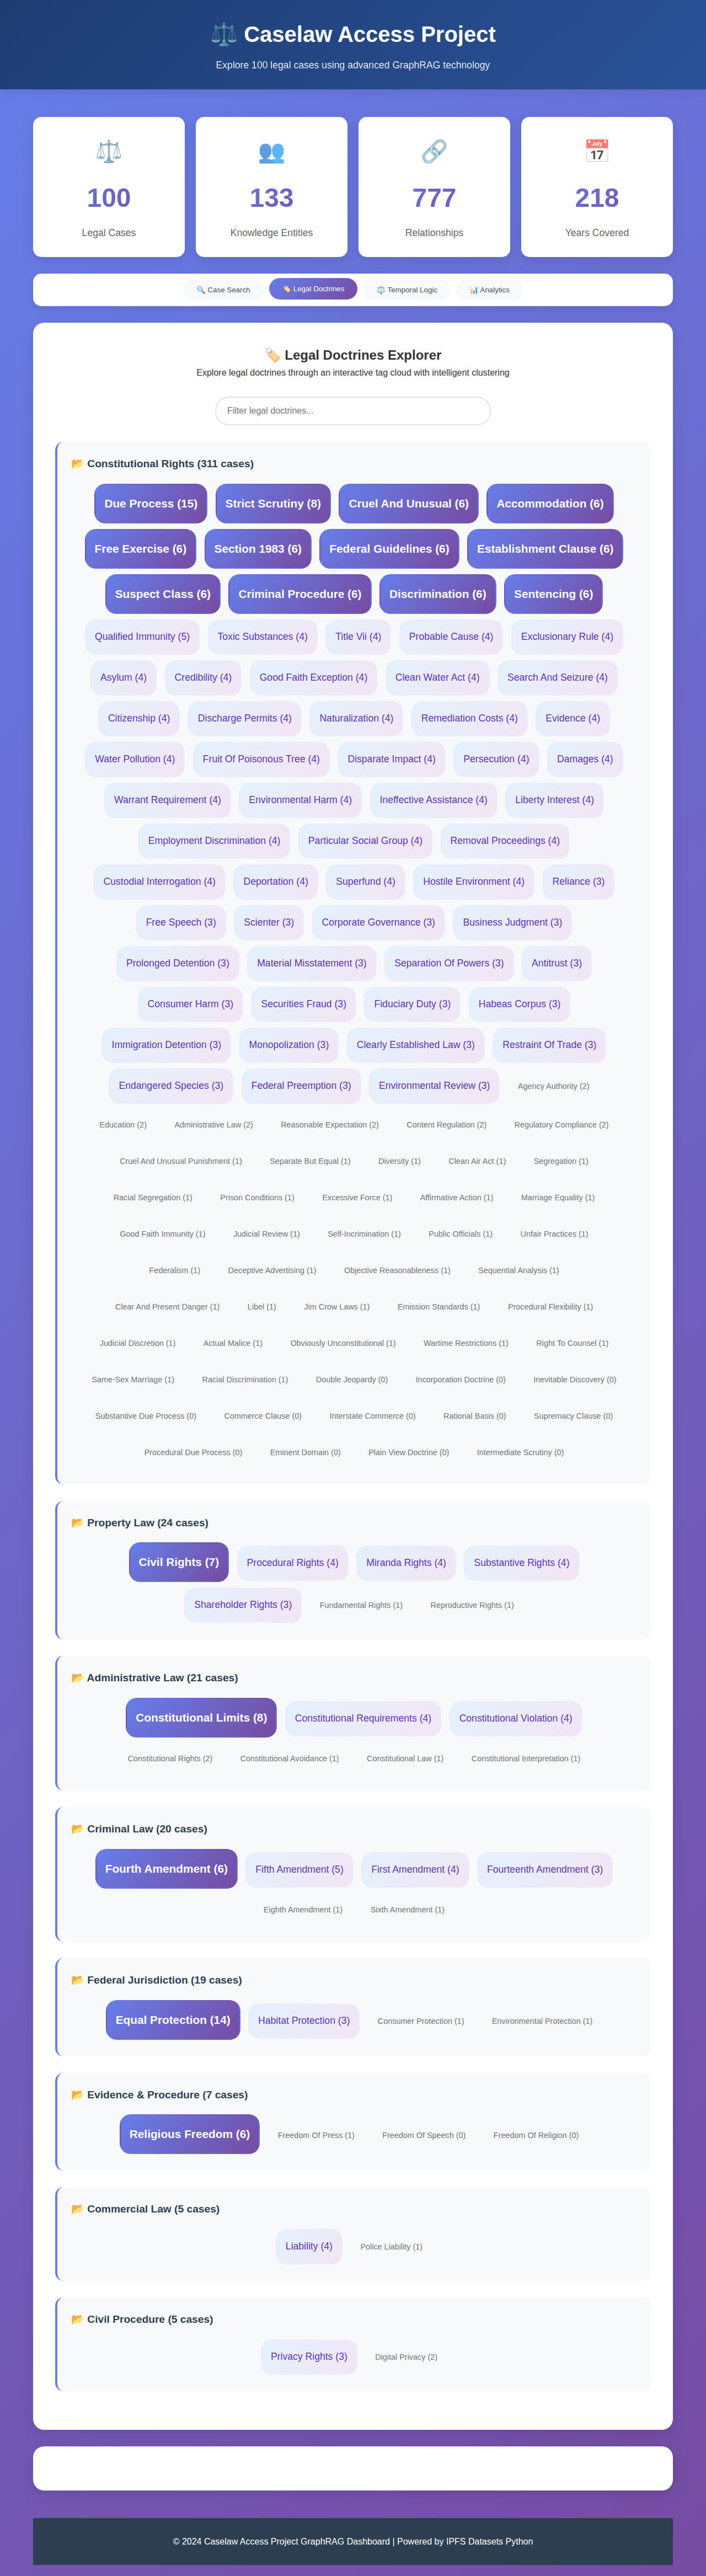 ⚖️ Caselaw Access Project
Explore 100 legal cases using advanced GraphRAG technology
100
133
777
218
Legal Cases
Knowledge Entities
Relationships
Years Covered
🔍 Case Search
🏷️ Legal Doctrines
⚖️ Temporal Logic
📊 Analytics
🏷️ Legal Doctrines Explorer
Explore legal doctrines through an interactive tag cloud with intelligent clustering
Filter legal doctrines...
📂 Constitutional Rights (311 cases)
Due Process (15) Strict Scrutiny (8) Cruel And Unusual (6) Accommodation (6)
Free Exercise (6) Section 1983 (6) Federal Guidelines (6) Establishment Clause (6)
Suspect Class (6) Criminal Procedure (6) Discrimination (6) Sentencing (6)
Qualified Immunity (5) Toxic Substances (4) Title Vii (4) Probable Cause (4) Exclusionary Rule (4)
Asylum (4) Credibility (4) Good Faith Exception (4) Clean Water Act (4) Search And Seizure (4)
Citizenship (4) Discharge Permits (4) Naturalization (4) Remediation Costs (4) Evidence (4)
Water Pollution (4) Fruit Of Poisonous Tree (4) Disparate Impact (4) Persecution (4) Damages (4)
Warrant Requirement (4) Environmental Harm (4) Ineffective Assistance (4) Liberty Interest (4)
Employment Discrimination (4) Particular Social Group (4) Removal Proceedings (4)
Custodial Interrogation (4) Deportation (4) Superfund (4) Hostile Environment (4) Reliance (3)
Free Speech (3) Scienter (3) Corporate Governance (3) Business Judgment (3)
Prolonged Detention (3) Material Misstatement (3) Separation Of Powers (3) Antitrust (3)
Consumer Harm (3) Securities Fraud (3) Fiduciary Duty (3) Habeas Corpus (3)
Immigration Detention (3) Monopolization (3) Clearly Established Law (3) Restraint Of Trade (3)
Endangered Species (3) Federal Preemption (3) Environmental Review (3) Agency Authority (2)
Education (2) Administrative Law (2) Reasonable Expectation (2) Content Regulation (2) Regulatory Compliance (2)
Cruel And Unusual Punishment (1) Separate But Equal (1) Diversity (1) Clean Air Act (1) Segregation (1)
Racial Segregation (1) Prison Conditions (1) Excessive Force (1) Affirmative Action (1) Marriage Equality (1)
Good Faith Immunity (1) Judicial Review (1) Self-Incrimination (1) Public Officials (1) Unfair Practices (1)
Federalism (1) Deceptive Advertising (1) Objective Reasonableness (1) Sequential Analysis (1)
Clear And Present Danger (1) Libel (1) Jim Crow Laws (1) Emission Standards (1) Procedural Flexibility (1)
Judicial Discretion (1) Actual Malice (1) Obviously Unconstitutional (1) Wartime Restrictions (1) Right To Counsel (1)
Same-Sex Marriage (1) Racial Discrimination (1) Double Jeopardy (0) Incorporation Doctrine (0) Inevitable Discovery (0)
Substantive Due Process (0) Commerce Clause (0) Interstate Commerce (0) Rational Basis (0) Supremacy Clause (0)
Procedural Due Process (0) Eminent Domain (0) Plain View Doctrine (0) Intermediate Scrutiny (0)
📂 Property Law (24 cases)
Civil Rights (7) Procedural Rights (4) Miranda Rights (4) Substantive Rights (4)
Shareholder Rights (3) Fundamental Rights (1) Reproductive Rights (1)
📂 Administrative Law (21 cases)
Constitutional Limits (8) Constitutional Requirements (4) Constitutional Violation (4)
Constitutional Rights (2) Constitutional Avoidance (1) Constitutional Law (1) Constitutional Interpretation (1)
📂 Criminal Law (20 cases)
Fourth Amendment (6) Fifth Amendment (5) First Amendment (4) Fourteenth Amendment (3)
Eighth Amendment (1) Sixth Amendment (1)
📂 Federal Jurisdiction (19 cases)
Equal Protection (14) Habitat Protection (3) Consumer Protection (1) Environmental Protection (1)
📂 Evidence & Procedure (7 cases)
Religious Freedom (6) Freedom Of Press (1) Freedom Of Speech (0) Freedom Of Religion (0)
📂 Commercial Law (5 cases)
Liability (4) Police Liability (1)
📂 Civil Procedure (5 cases)
Privacy Rights (3) Digital Privacy (2)
© 2024 Caselaw Access Project GraphRAG Dashboard | Powered by IPFS Datasets Python